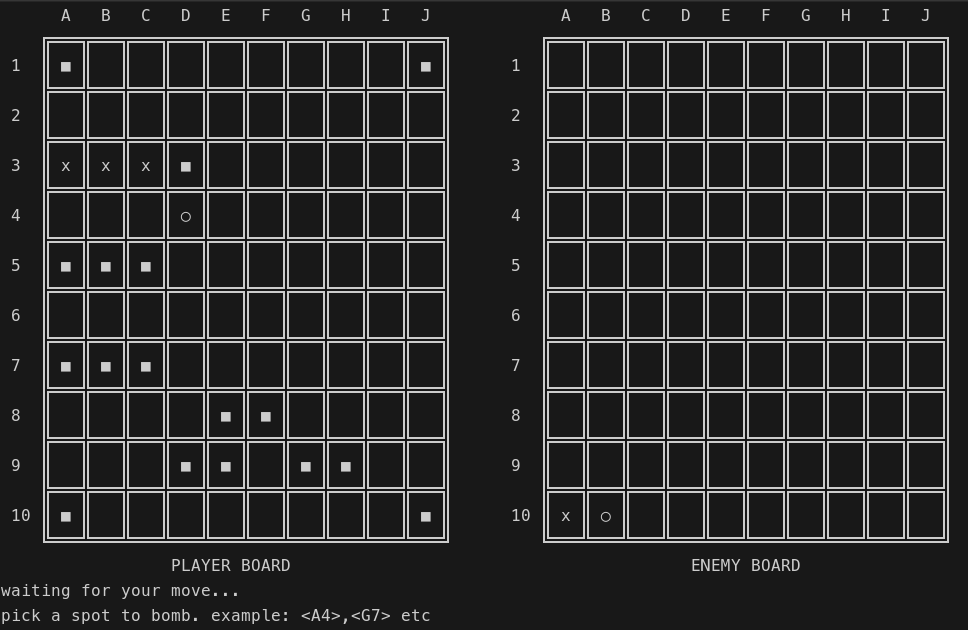 A B C D E F G H I J A B C D E F G H I J
1 ■ ■ 1
2 2
3 x x x ■ 3
4 ○ 4
5 ■ ■ ■ 5
6 6
7 ■ ■ ■ 7
8 ■ ■ 8
9 ■ ■ ■ ■ 9
10 ■ ■ 10 x ○
PLAYER BOARD ENEMY BOARD
waiting for your move...
pick a spot to bomb. example: <A4>,<G7> etc